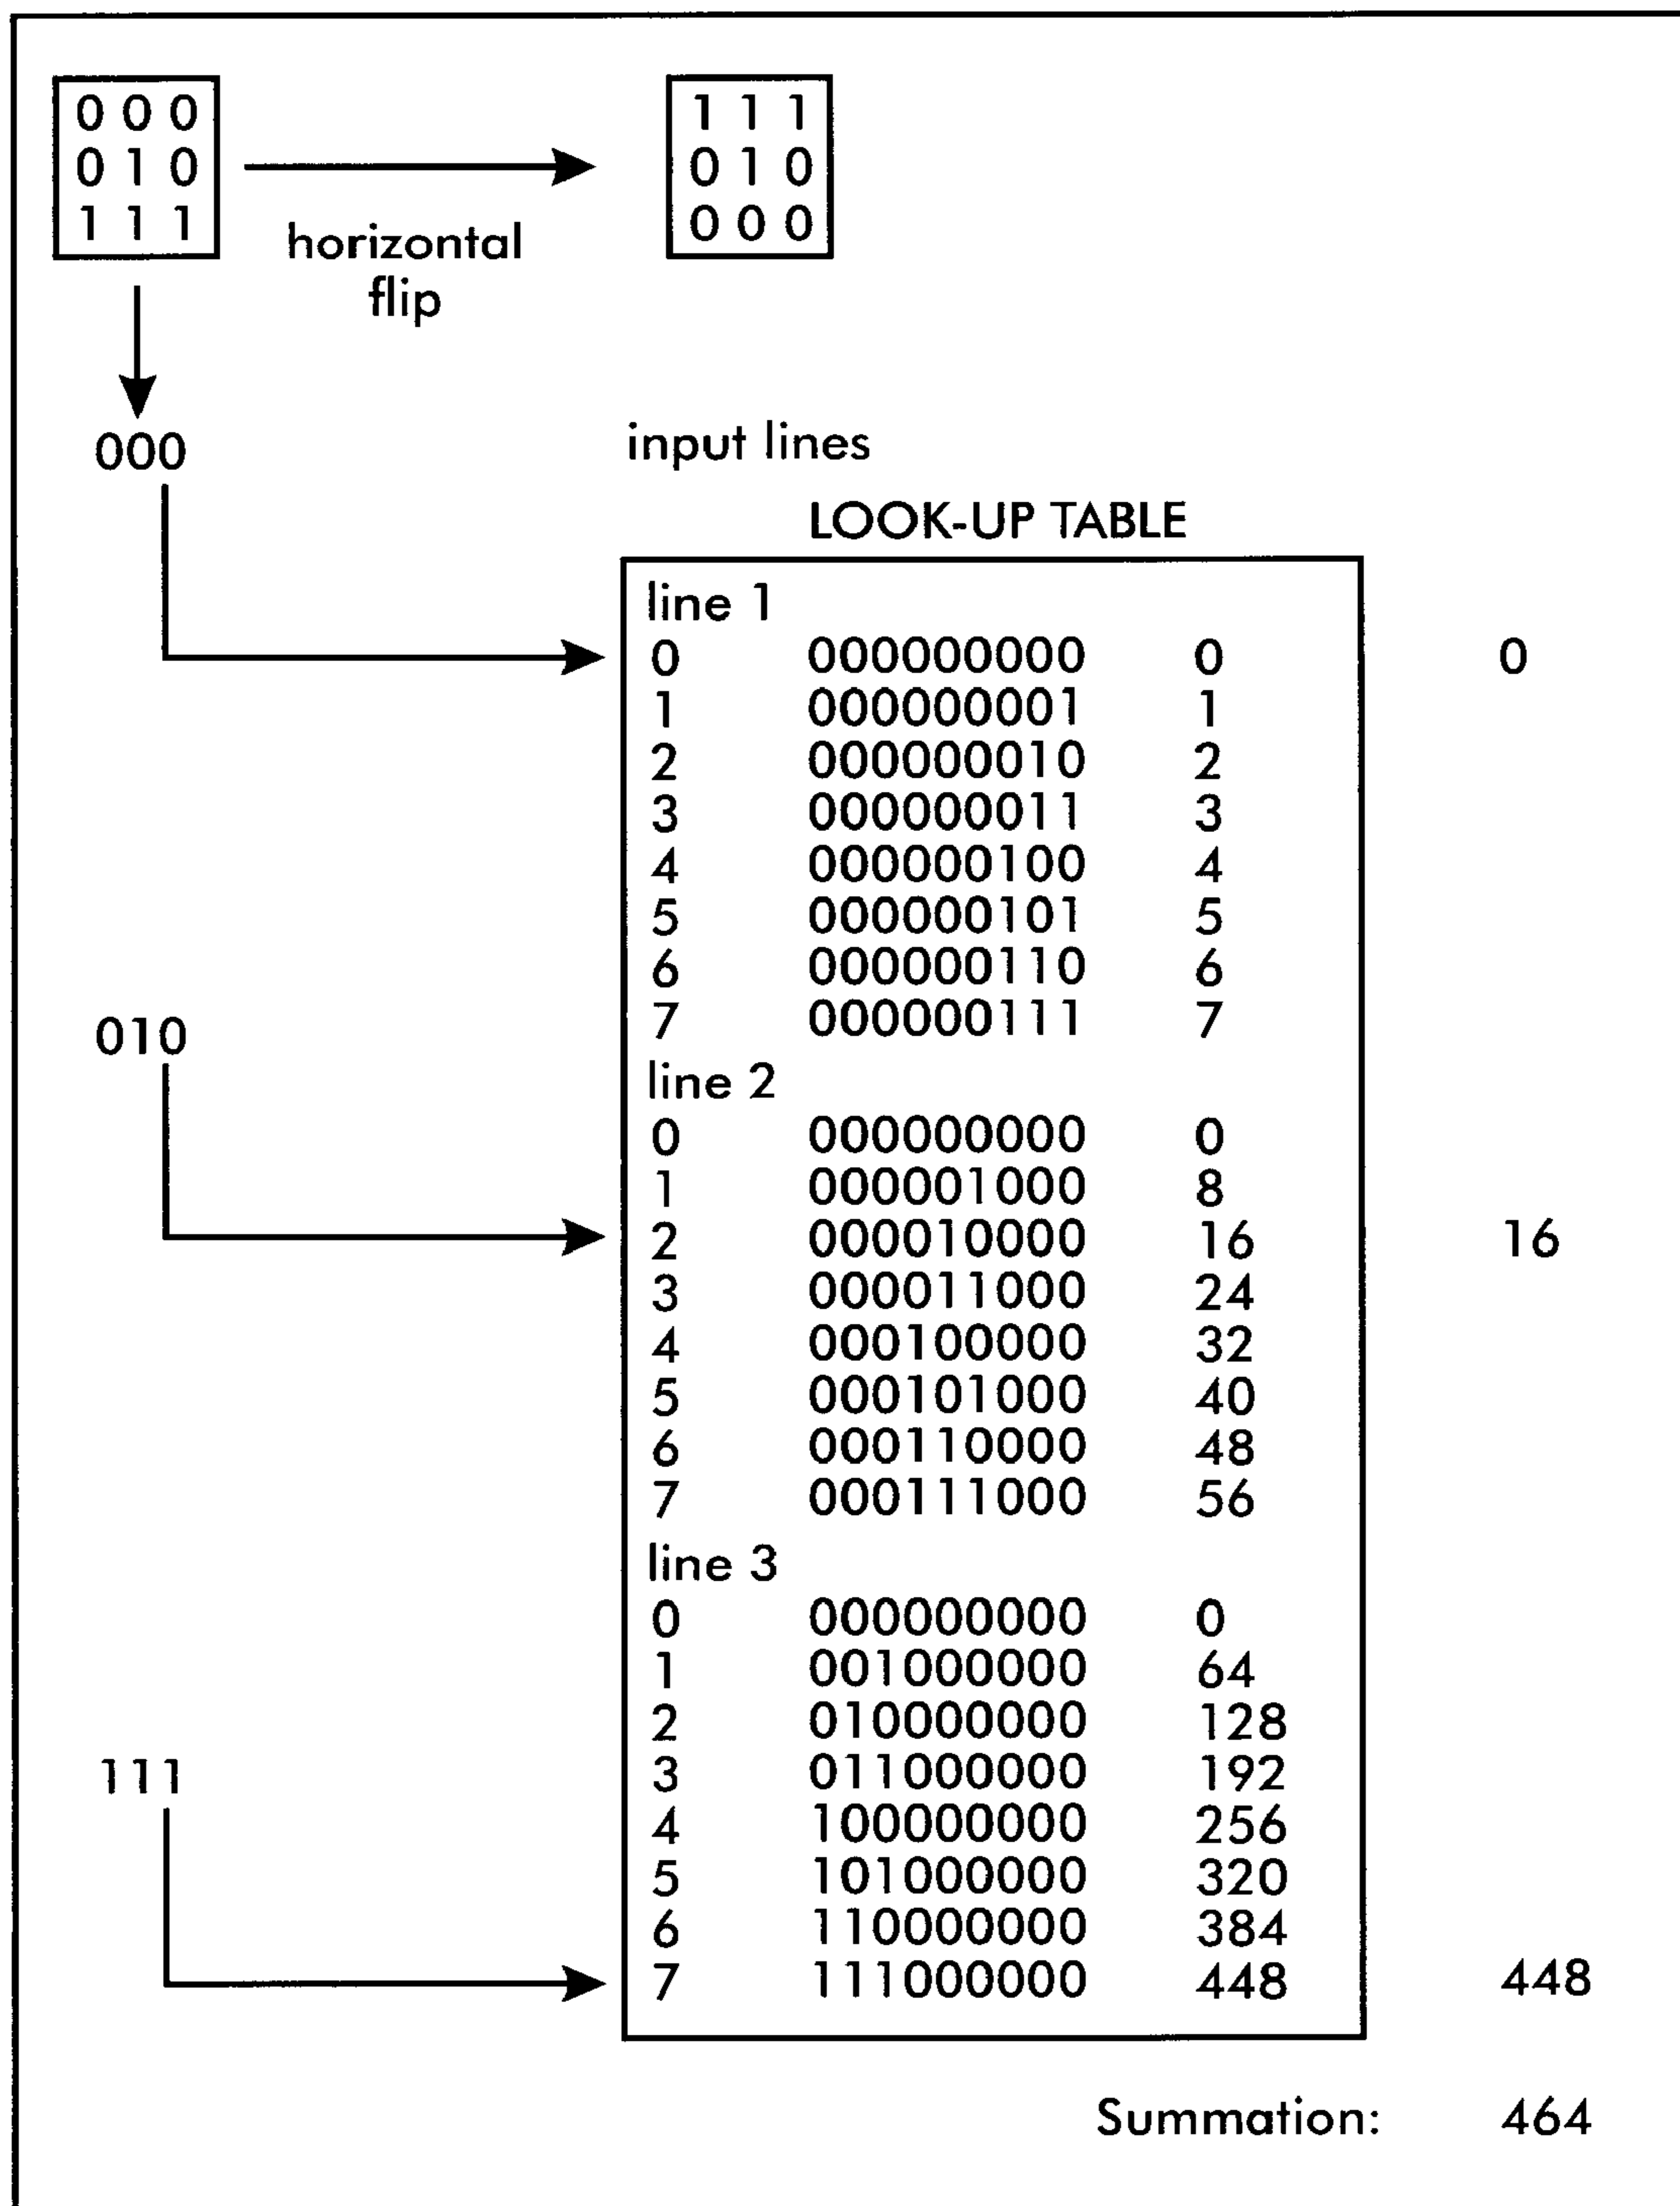 0 0 0
0 1 0
1 1 1
horizontal
flip
1 1 1
0 1 0
0 0 0
000
input lines
LOOK-UP TABLE
line 1
0 000000000 0 0
1 000000001 1
2 000000010 2
3 000000011 3
4 000000100 4
5 000000101 5
6 000000110 6
7 000000111 7
010
line 2
0 000000000 0
1 000001000 8
2 000010000 16 16
3 000011000 24
4 000100000 32
5 000101000 40
6 000110000 48
7 000111000 56
line 3
0 000000000 0
1 001000000 64
2 010000000 128
111
3 011000000 192
4 100000000 256
5 101000000 320
6 110000000 384
7 111000000 448 448
Summation: 464